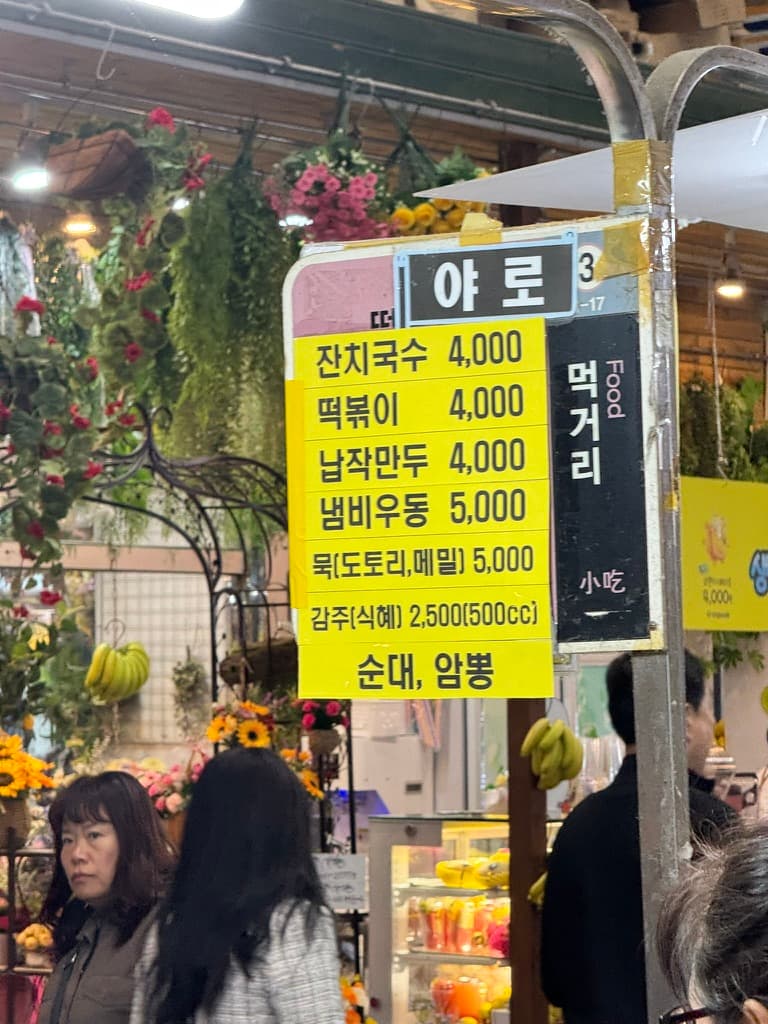 야로
3
-17
떡
잔치국수 4,000
떡볶이 4,000
납작만두 4,000
냄비우동 5,000
묵(도토리,메밀) 5,000
감주(식혜) 2,500(500cc)
순대, 암뽕
Food
먹거리
小吃
생